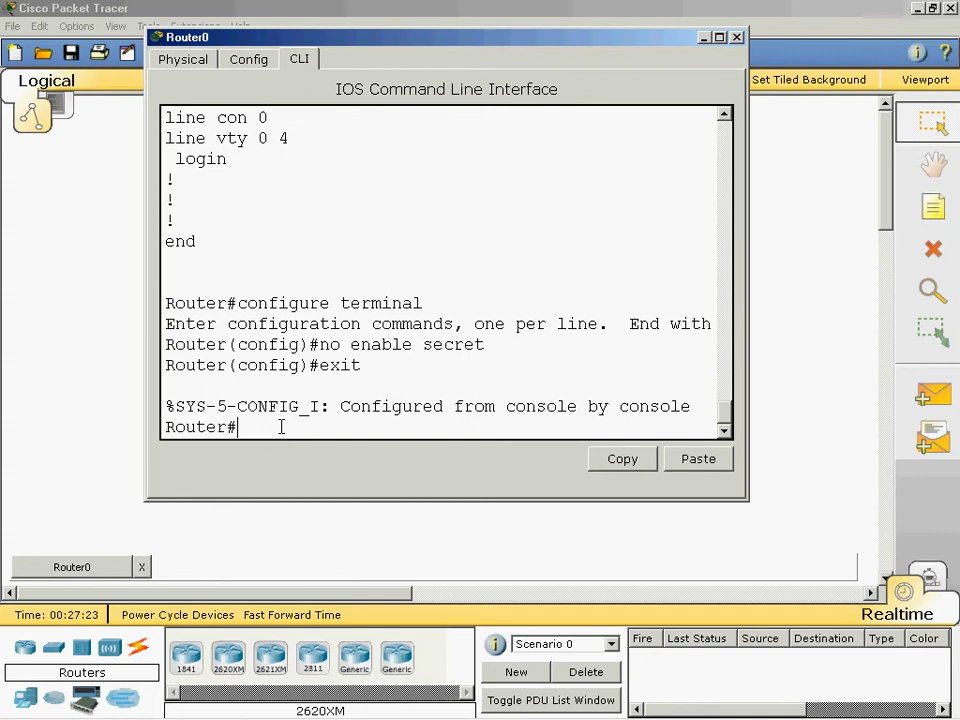 Cisco Packet Tracer
File Edit Options View Tools Extensions Help
Logical
Set Tiled Background
Viewport
Router0
Physical
Config
CLI
IOS Command Line Interface
line con 0
line vty 0 4
login
!
!
!
end
Router#configure terminal
Enter configuration commands, one per line. End with
Router(config)#no enable secret
Router(config)#exit
%SYS-5-CONFIG_I: Configured from console by console
Router#
Copy
Paste
Router0
X
Time: 00:27:23
Power Cycle Devices Fast Forward Time
Realtime
Routers
1841
2620XM
2621XM
2811
Generic
Generic
2620XM
Scenario 0
New
Delete
Toggle PDU List Window
Fire
Last Status
Source
Destination
Type
Color